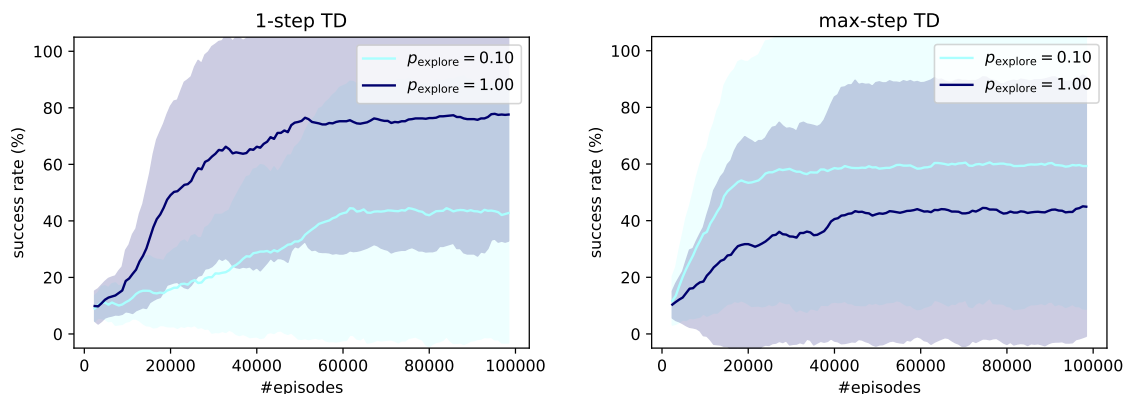 1-step TD
success rate (%)
100
80
60
40
20
0
p_explore = 0.10
p_explore = 1.00
0 20000 40000 60000 80000 100000
#episodes
max-step TD
success rate (%)
100
80
60
40
20
0
p_explore = 0.10
p_explore = 1.00
0 20000 40000 60000 80000 100000
#episodes